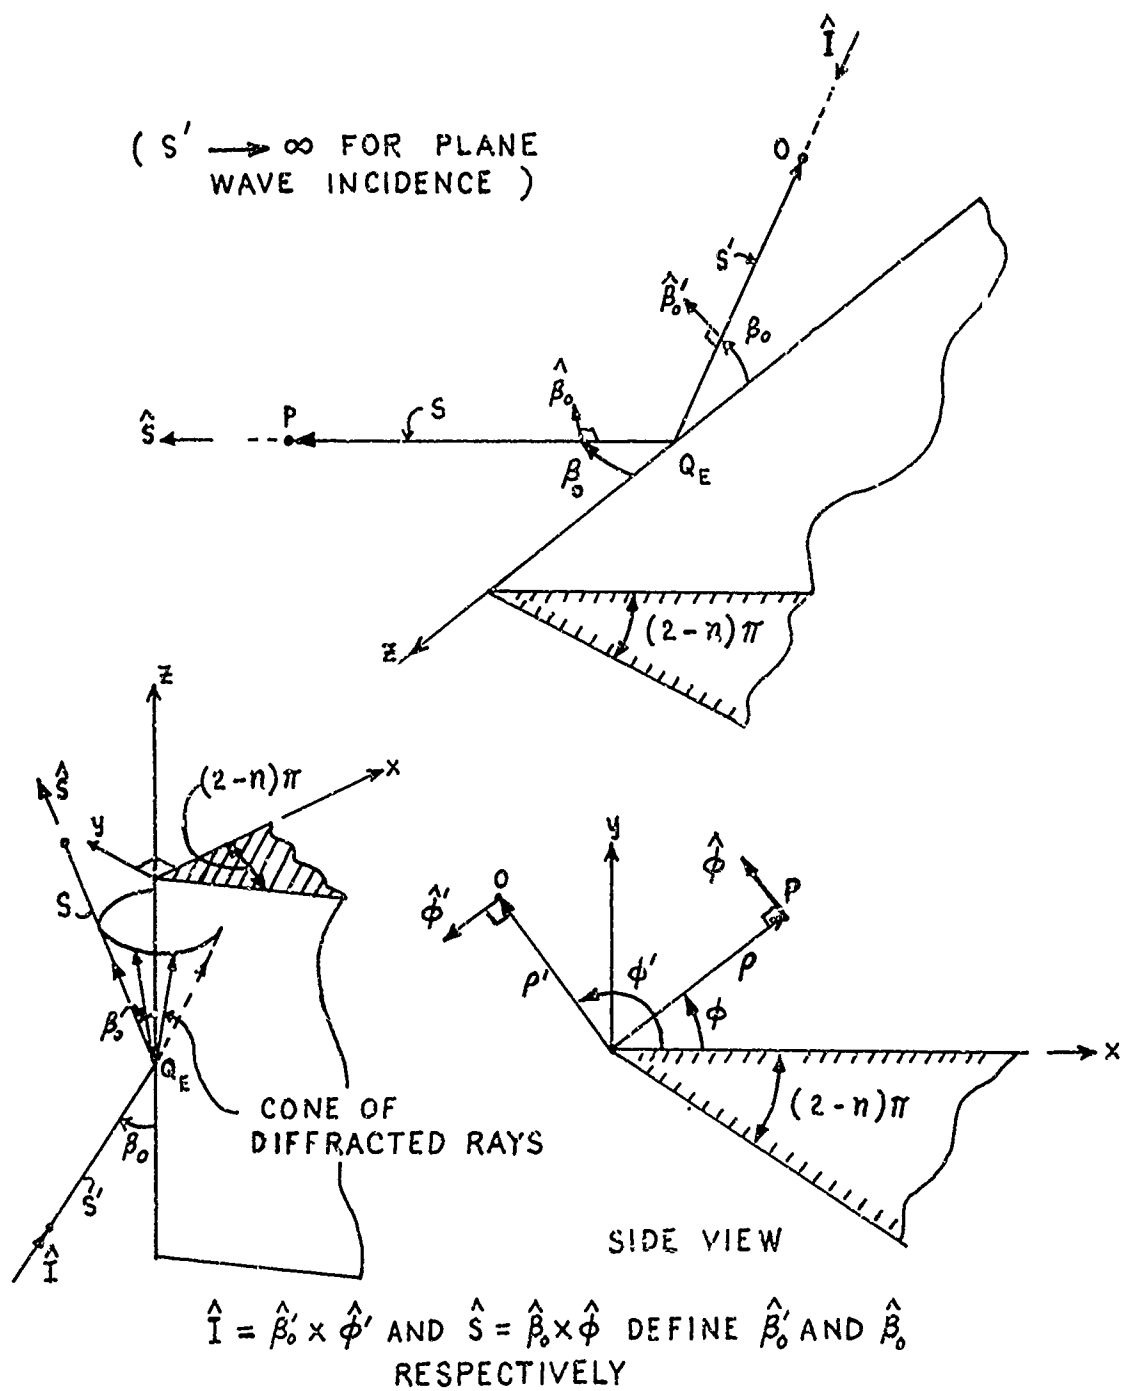 Î
( S' → ∞ FOR PLANE
WAVE INCIDENCE )
O
S'
β̂₀'
β₀
β̂₀
S
P
ŝ
β₀
Q_E
(2-n)π
z
z
ŝ
(2-n)π
x
y
S
β₀
Q_E
CONE OF
DIFFRACTED RAYS
β₀
S'
Î
y
φ̂
O
P
φ̂'
ρ'
φ'
ρ
φ
x
(2-n)π
SIDE VIEW
Î = β̂₀' × φ̂' AND ŝ = β̂₀ × φ̂ DEFINE β̂₀' AND β̂₀
RESPECTIVELY